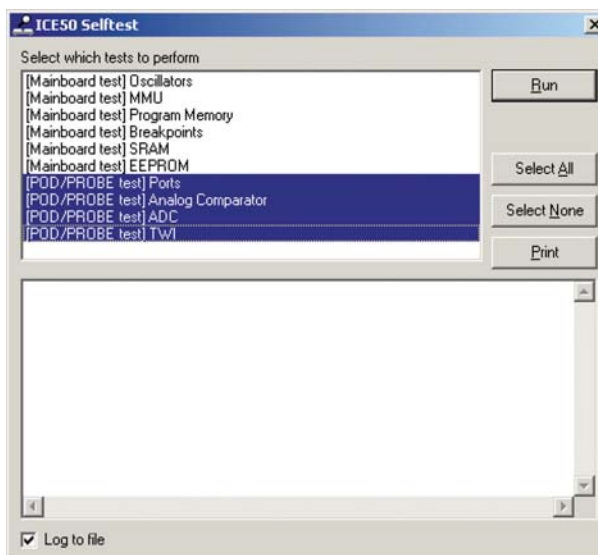 ICE50 Selftest
Select which tests to perform
[Mainboard test] Oscillators
[Mainboard test] MMU
[Mainboard test] Program Memory
[Mainboard test] Breakpoints
[Mainboard test] SRAM
[Mainboard test] EEPROM
[POD/PROBE test] Ports
[POD/PROBE test] Analog Comparator
[POD/PROBE test] ADC
[POD/PROBE test] TWI
Run
Select All
Select None
Print
Log to file